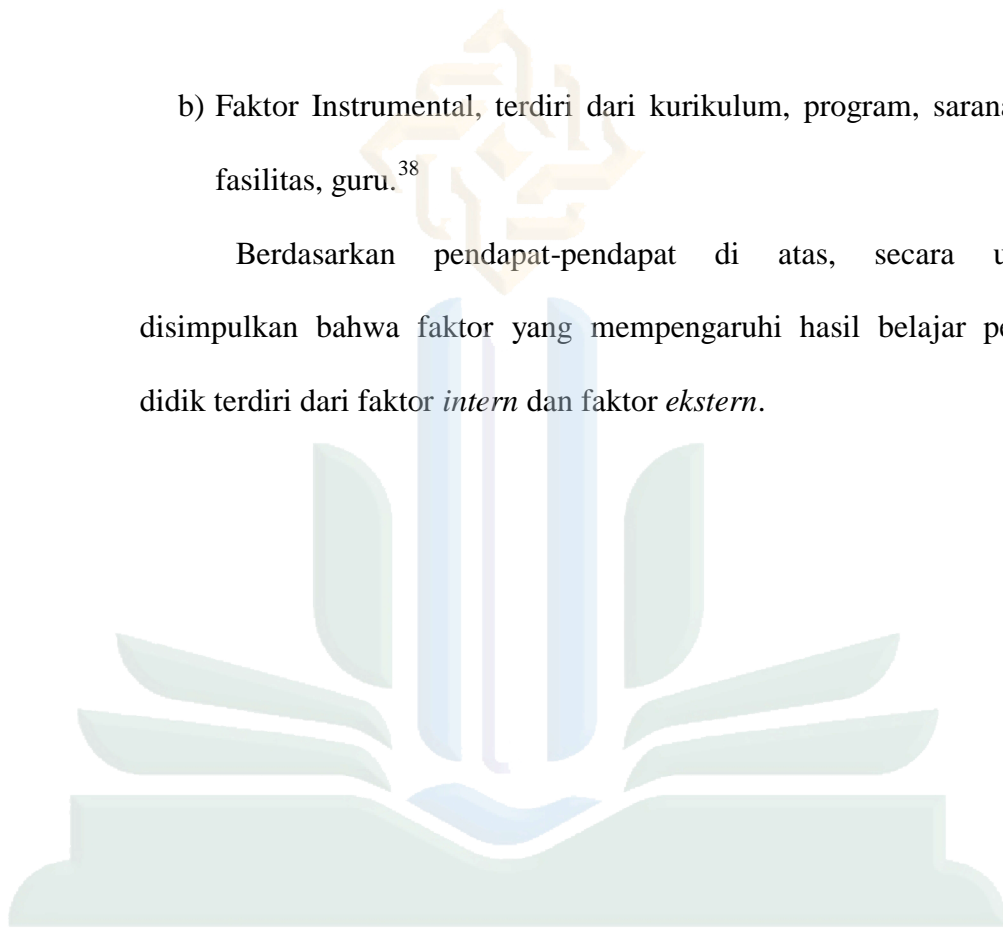 b) Faktor Instrumental, terdiri dari kurikulum, program, sarana
fasilitas, guru.38
Berdasarkan pendapat-pendapat di atas, secara
disimpulkan bahwa faktor yang mempengaruhi hasil belajar
didik terdiri dari faktor intern dan faktor ekstern.